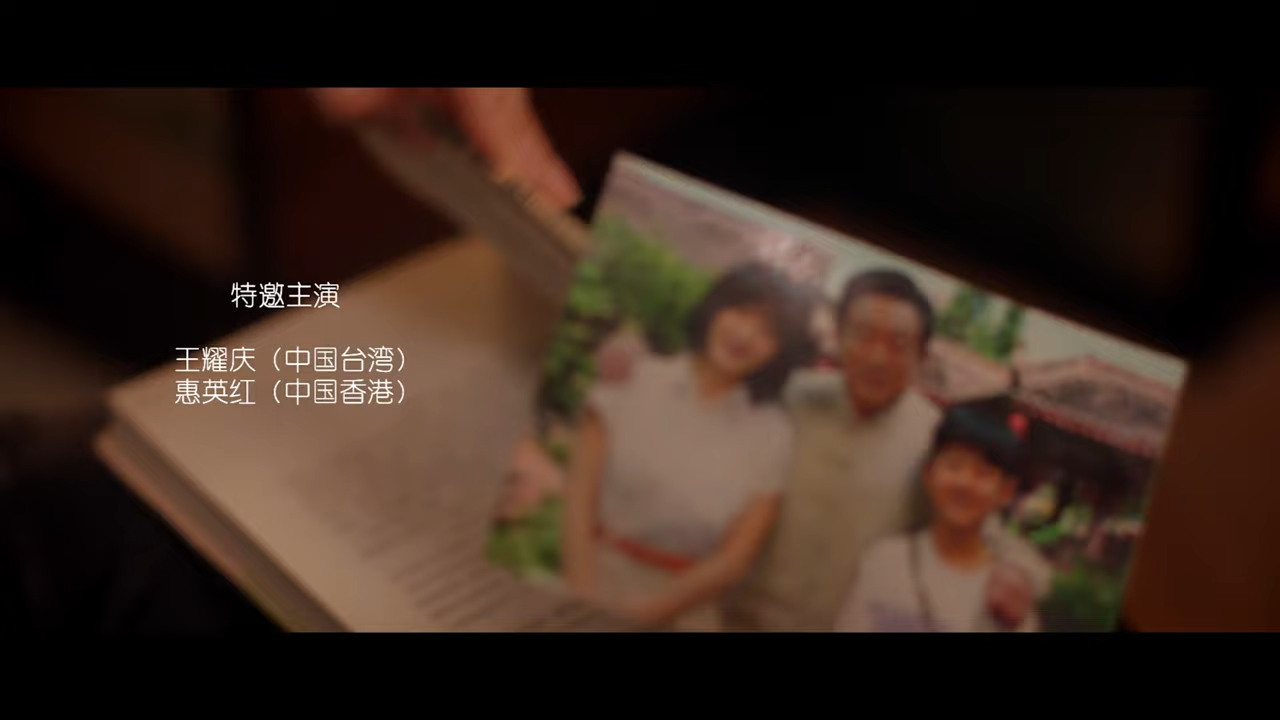 特邀主演
王耀庆（中国台湾）
惠英红（中国香港）